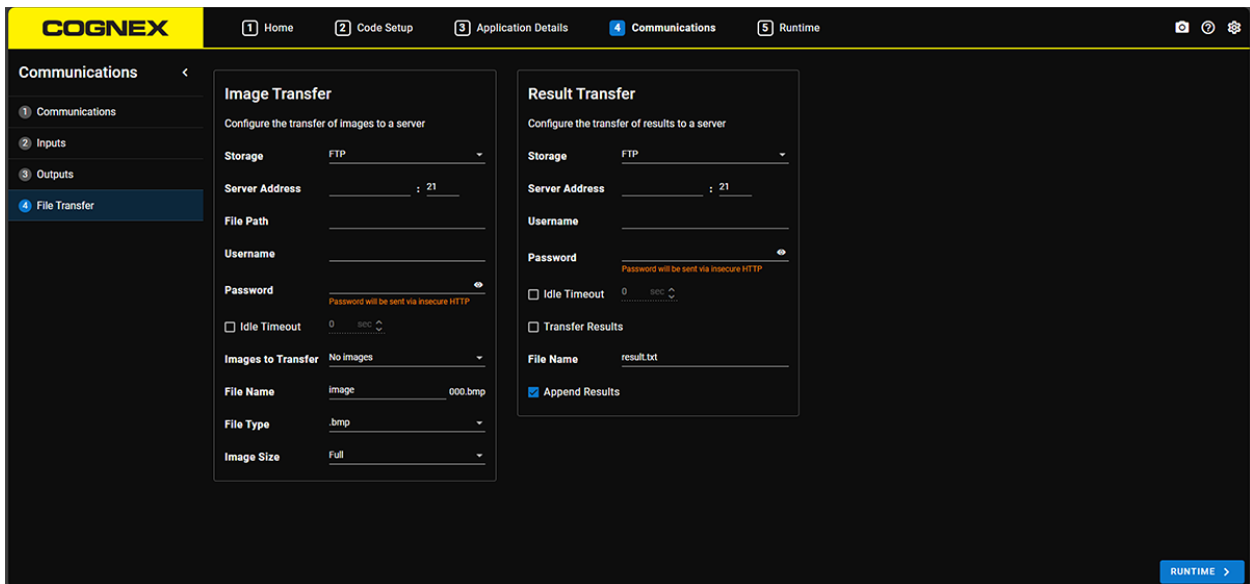 COGNEX
1 Home
2 Code Setup
3 Application Details
4 Communications
5 Runtime
Communications
1 Communications
2 Inputs
3 Outputs
4 File Transfer
Image Transfer
Configure the transfer of images to a server
Storage FTP
Server Address : 21
File Path
Username
Password
Password will be sent via insecure HTTP
Idle Timeout 0 sec
Images to Transfer No images
File Name image 000.bmp
File Type .bmp
Image Size Full
Result Transfer
Configure the transfer of results to a server
Storage FTP
Server Address : 21
Username
Password
Password will be sent via insecure HTTP
Idle Timeout 0 sec
Transfer Results
File Name result.txt
Append Results
RUNTIME